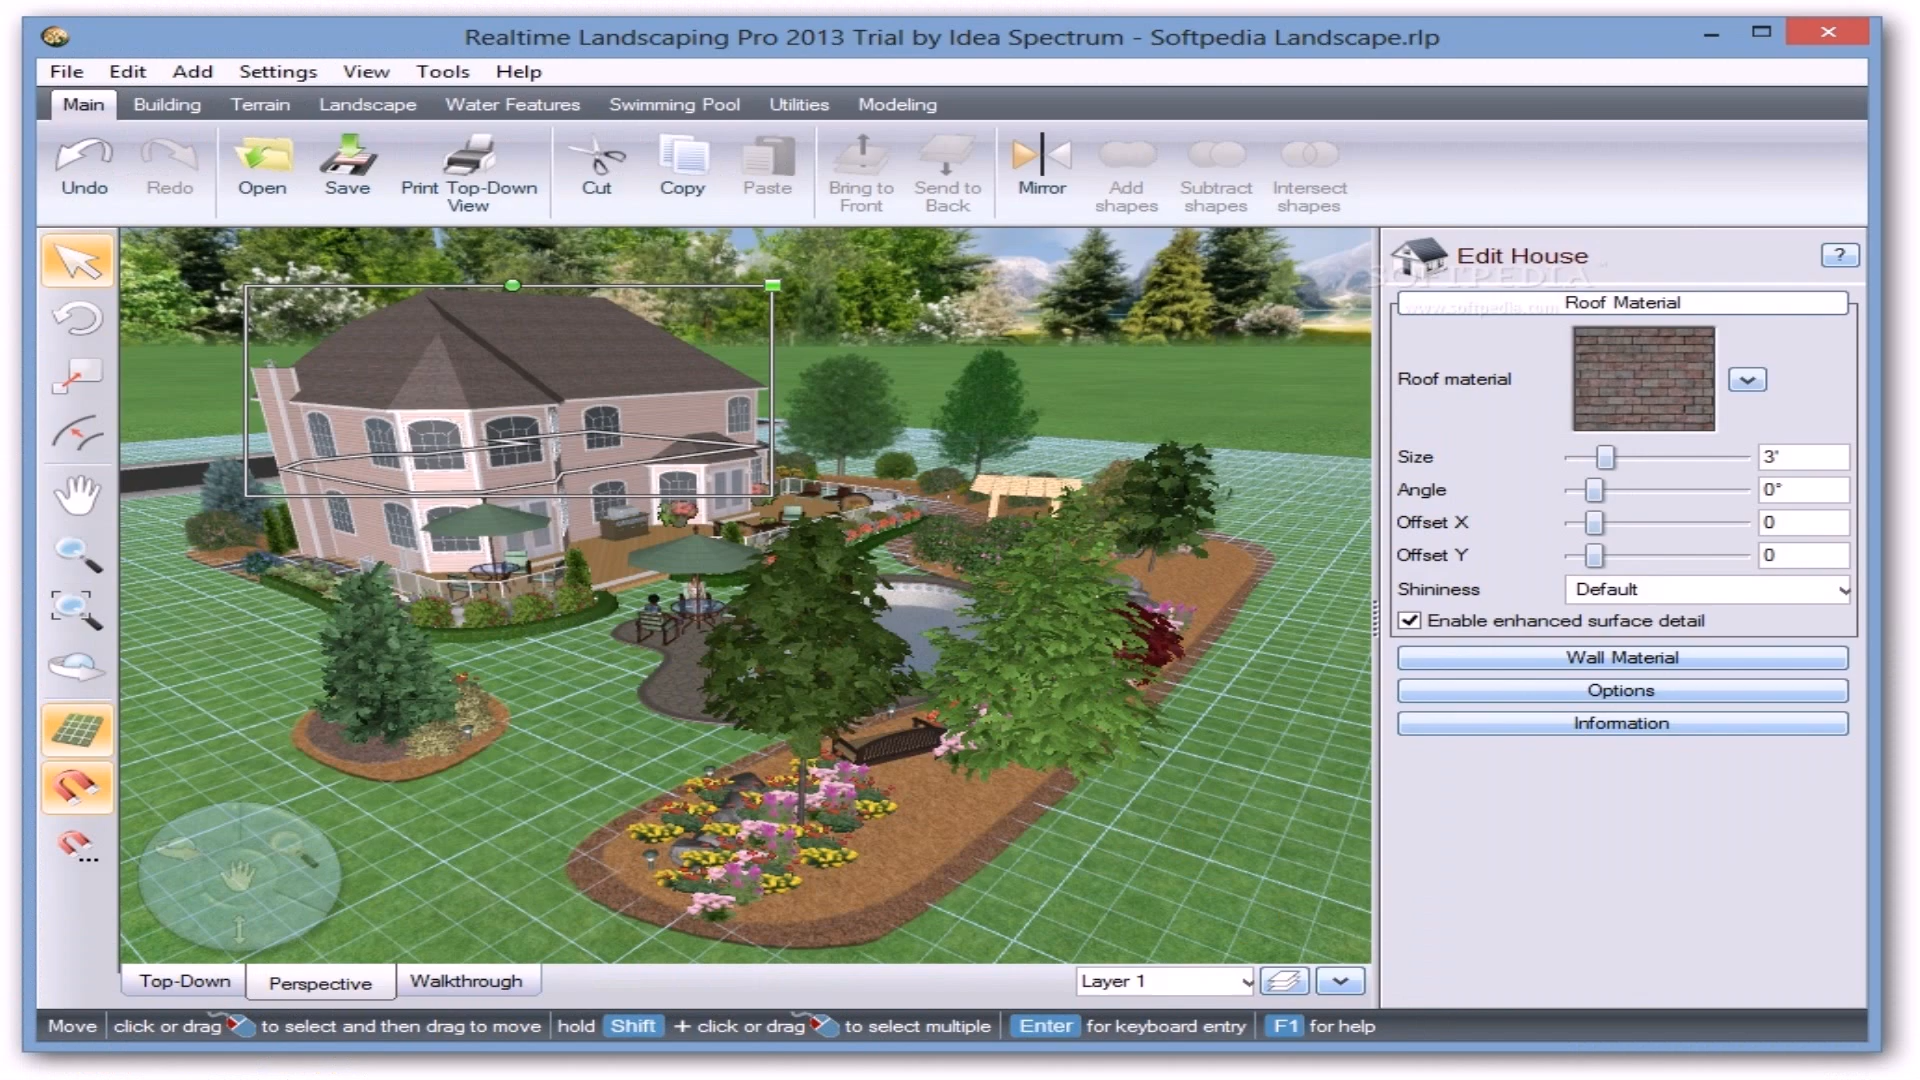 Realtime Landscaping Pro 2013 Trial by Idea Spectrum - Softpedia Landscape.rlp
File Edit Add Settings View Tools Help
Main Building Terrain Landscape Water Features Swimming Pool Utilities Modeling
Undo Redo Open Save Print Top-Down View Cut Copy Paste Bring to Front Send to Back Mirror Add shapes Subtract shapes Intersect shapes
Edit House ?
SOFTPEDIA
www.softpedia.com
Roof Material
Roof material
Size 3'
Angle 0°
Offset X 0
Offset Y 0
Shininess Default
Enable enhanced surface detail
Wall Material
Options
Information
Top-Down Perspective Walkthrough Layer 1
Move click or drag to select and then drag to move hold Shift + click or drag to select multiple Enter for keyboard entry F1 for help